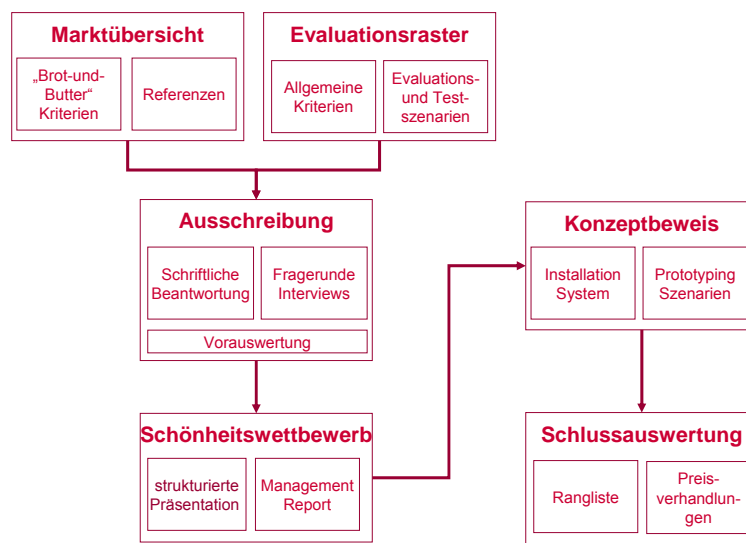 Marktübersicht
„Brot-und-
Butter“
Kriterien
Referenzen
Evaluationsraster
Allgemeine
Kriterien
Evaluations-
und Test-
szenarien
Ausschreibung
Schriftliche
Beantwortung
Fragerunde
Interviews
Vorauswertung
Schönheitswettbewerb
strukturierte
Präsentation
Management
Report
Konzeptbeweis
Installation
System
Prototyping
Szenarien
Schlussauswertung
Rangliste
Preis-
verhandlun-
gen